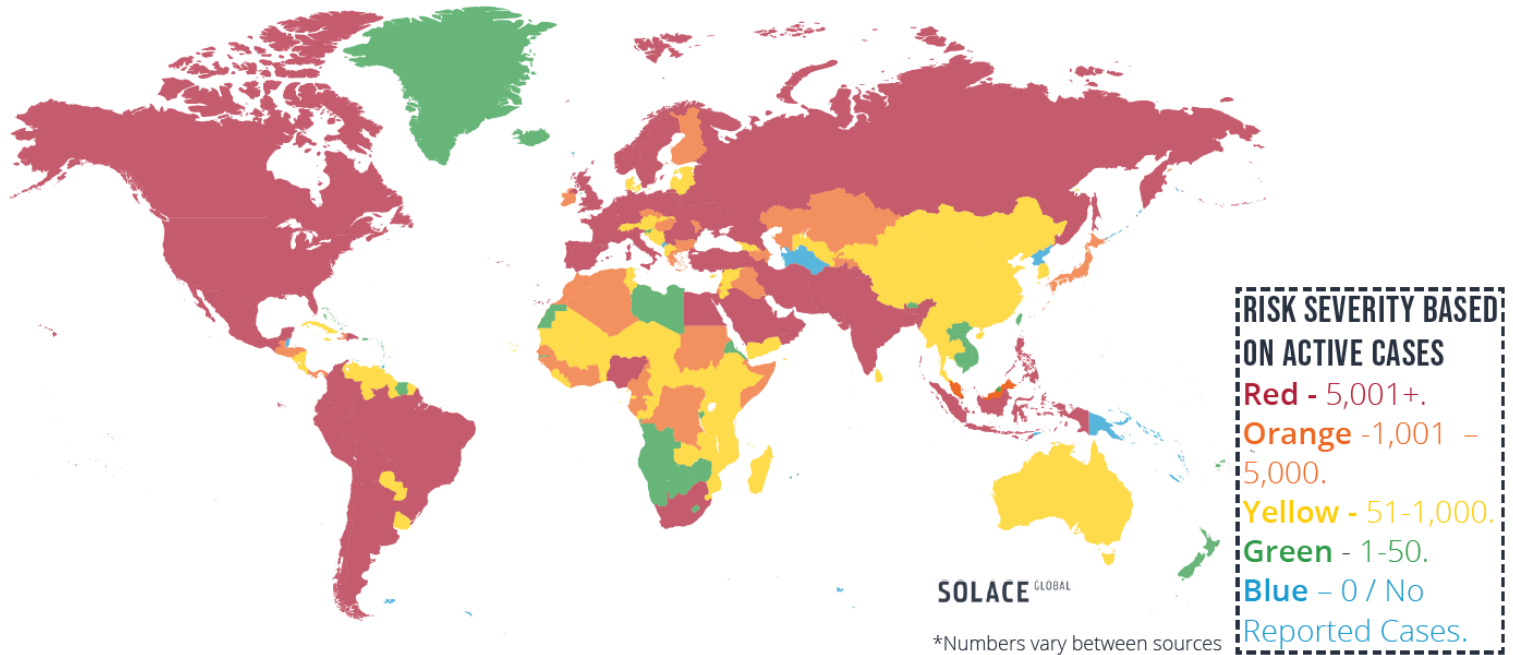 RISK SEVERITY BASED
ON ACTIVE CASES
Red - 5,001+.
Orange -1,001 –
5,000.
Yellow - 51-1,000.
Green - 1-50.
Blue – 0 / No
Reported Cases.
SOLACE GLOBAL
*Numbers vary between sources